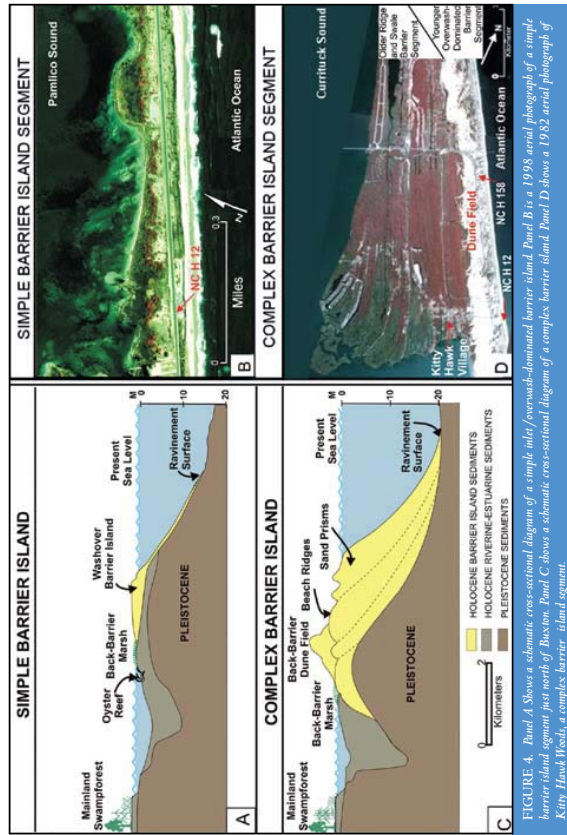 SIMPLE BARRIER ISLAND
A
Mainland
Swampforest
Oyster
Reef
Back-Barrier
Marsh
Washover
Barrier Island
Present
Sea Level
M
0
10
20
Ravinement
Surface
PLEISTOCENE
SIMPLE BARRIER ISLAND SEGMENT
Pamlico Sound
B
NC H 12
0
0.3
Miles
N
Atlantic Ocean
COMPLEX BARRIER ISLAND
C
Mainland
Swampforest
Back-Barrier
Marsh
Back-Barrier
Dune Field
Beach Ridges
Sand Prisms
Present
Sea Level
M
0
10
20
Ravinement
Surface
PLEISTOCENE
0
2
Kilometers
HOLOCENE BARRIER ISLAND SEDIMENTS
HOLOCENE RIVERINE-ESTUARINE SEDIMENTS
PLEISTOCENE SEDIMENTS
COMPLEX BARRIER ISLAND SEGMENT
Currituck Sound
D
Kitty
Hawk
Village
Older Ridge
and Swale
Barrier
Segment
Younger
Overwash-
Dominated
Barrier
Segment
Dune Field
NC H 12
NC H 158
Atlantic Ocean
0
Kilometer
N
FIGURE 4. Panel A Shows a schematic cross-sectional diagram of a simple inlet/overwash-dominated barrier island. Panel B is a 1998 aerial photograph of a simple
barrier island segment just north of Buxton. Panel C shows a schematic cross-sectional diagram of a complex barrier island. Panel D shows a 1982 aerial photograph of
Kitty Hawk Woods, a complex barrier island segment.